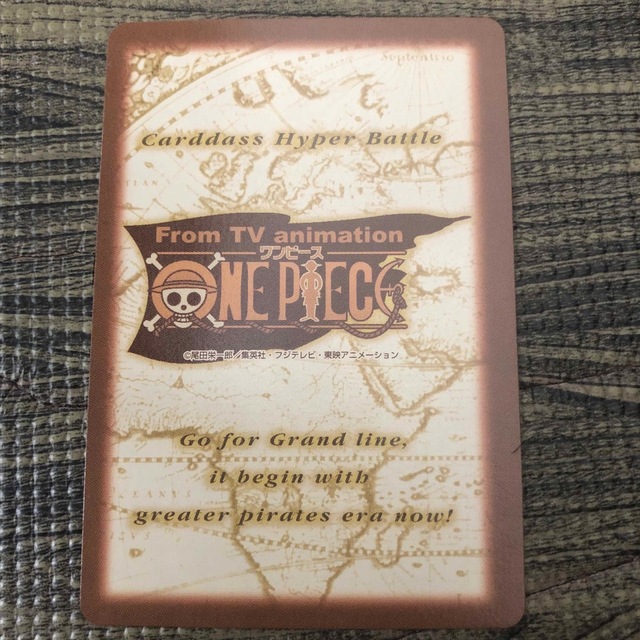 Septentrio
Carddass Hyper Battle
From TV animation
ワンピース
ONE PIECE
©尾田栄一郎／集英社・フジテレビ・東映アニメーション
Go for Grand line,
it begin with
greater pirates era now!